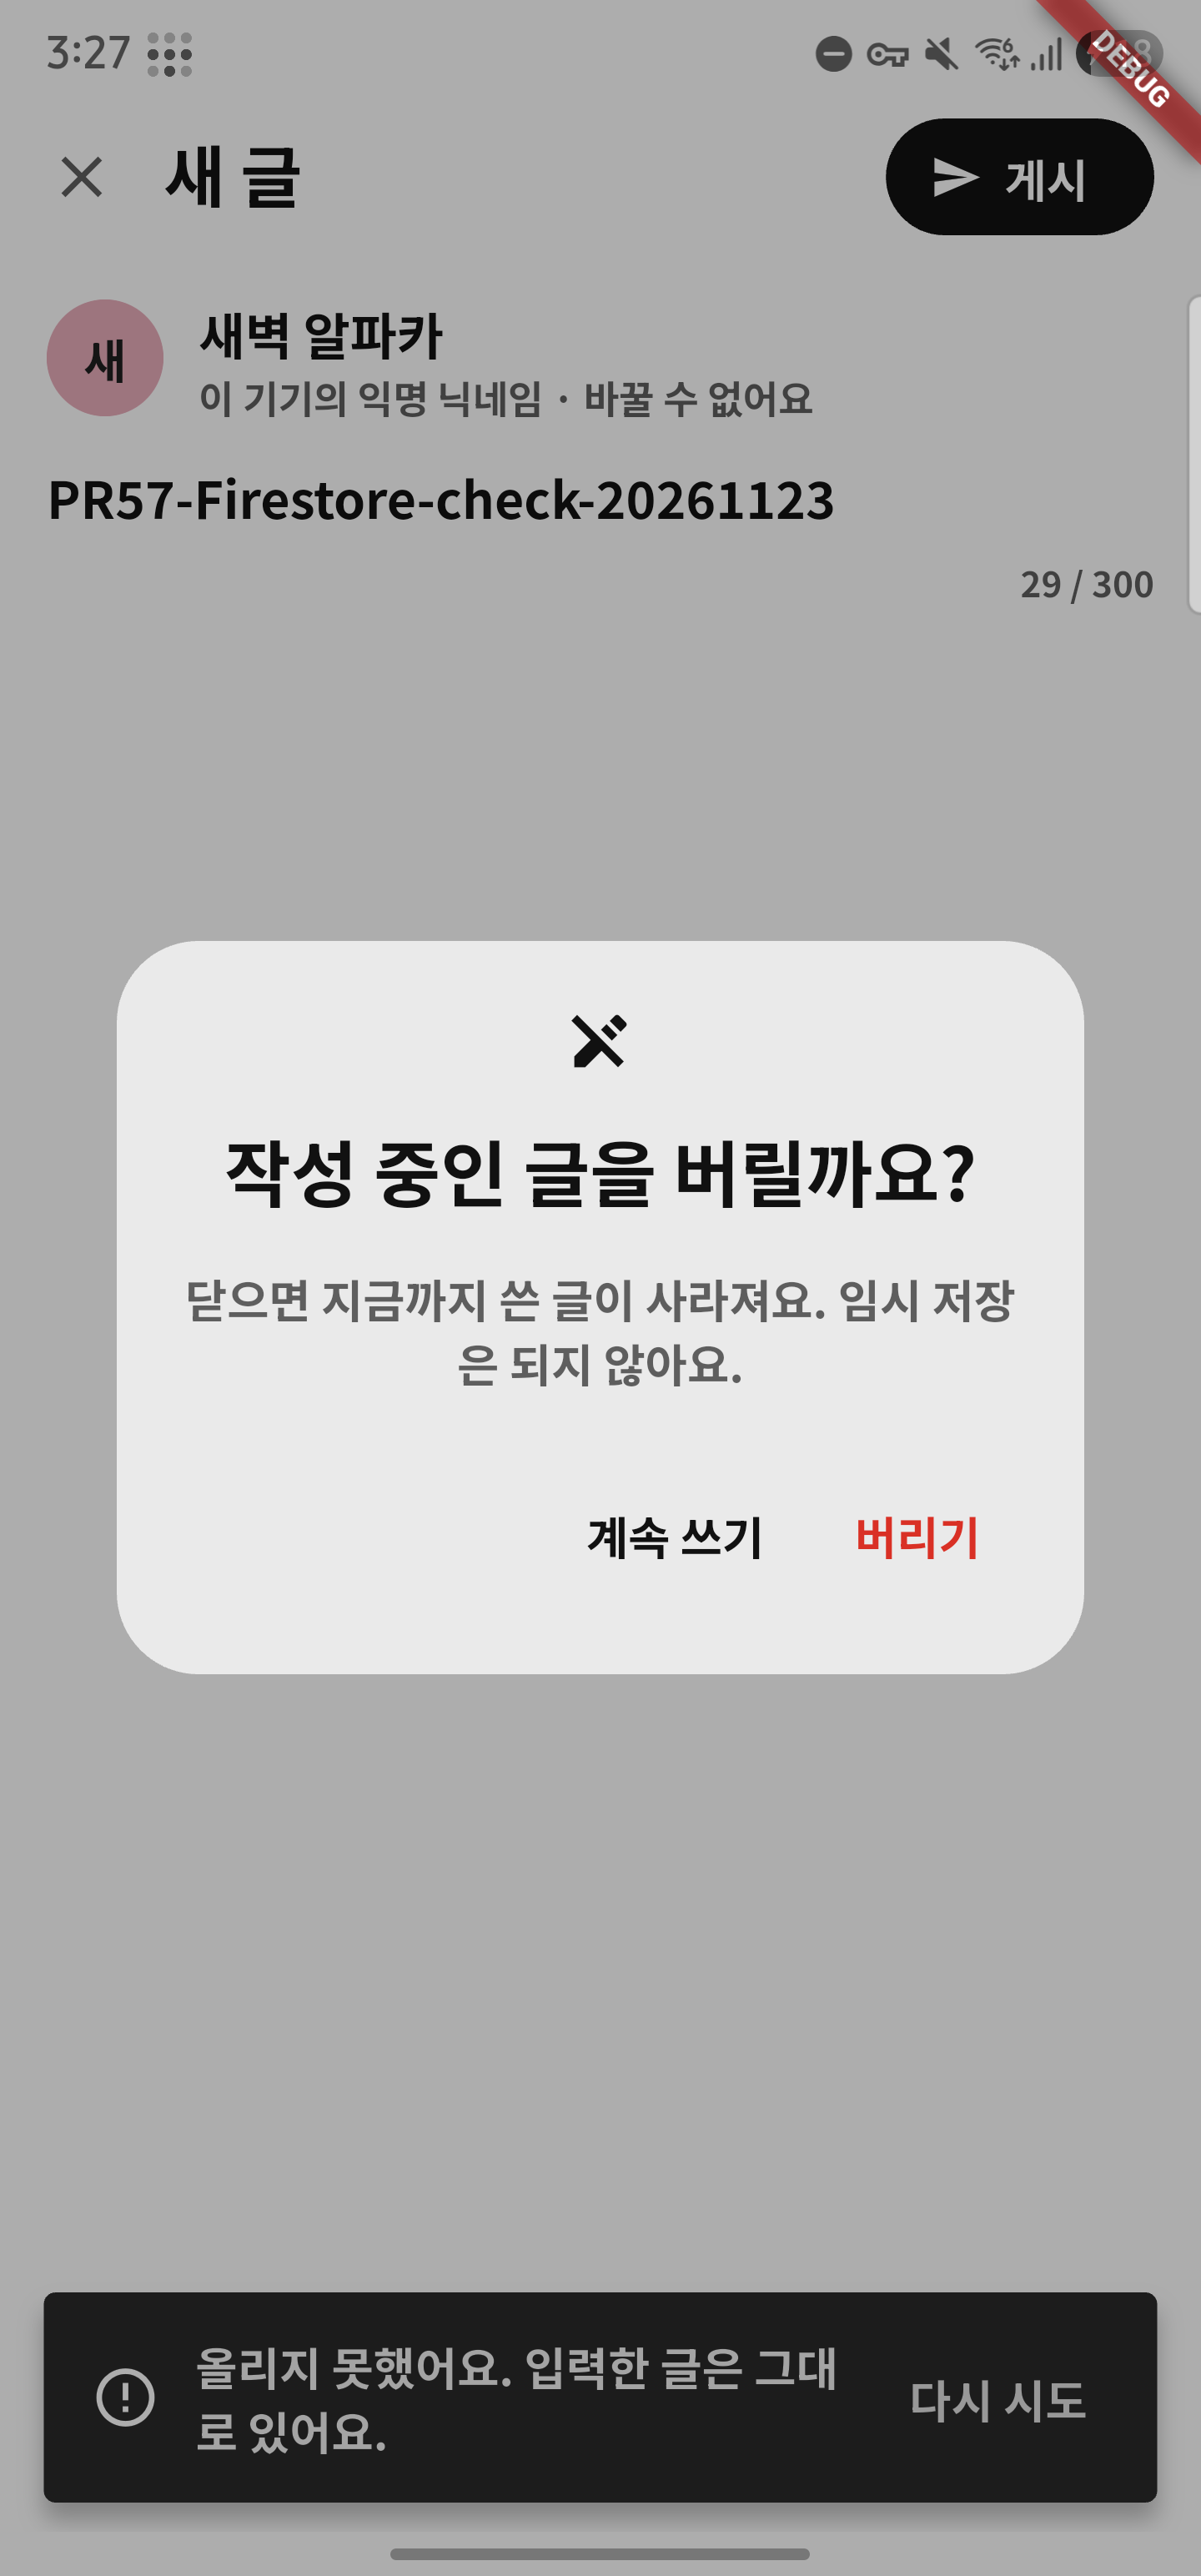 3:27
DEBUG
새 글
게시
새
새벽 알파카
이 기기의 익명 닉네임 · 바꿀 수 없어요
PR57-Firestore-check-20261123
29 / 300
작성 중인 글을 버릴까요?
닫으면 지금까지 쓴 글이 사라져요. 임시 저장
은 되지 않아요.
계속 쓰기
버리기
올리지 못했어요. 입력한 글은 그대
로 있어요.
다시 시도